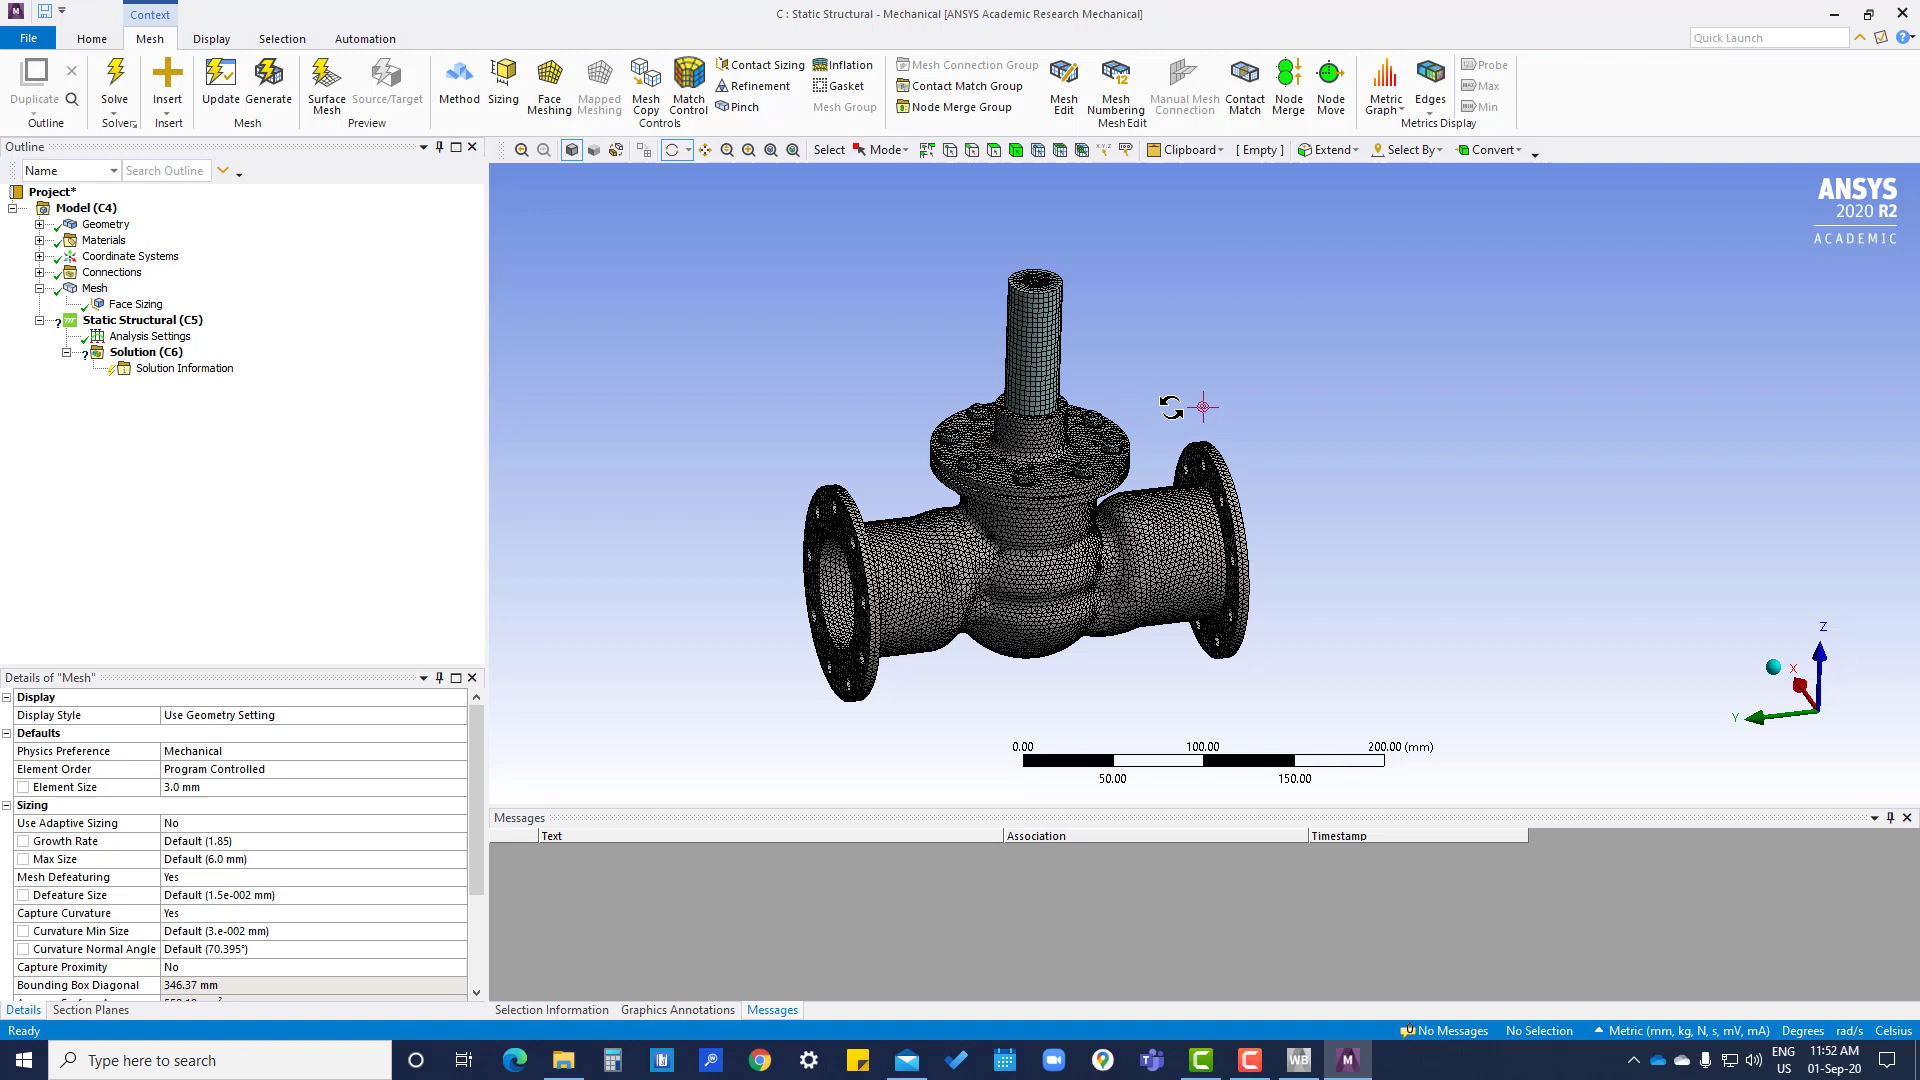 Context
C : Static Structural - Mechanical [ANSYS Academic Research Mechanical]
File Home Mesh Display Selection Automation
Quick Launch
Duplicate
Outline
Solve
Solver
Insert
Insert
Update Generate
Mesh
Surface Mesh
Source/Target
Preview
Method Sizing Face Meshing Mapped Meshing Mesh Copy Match Control
Contact Sizing
Refinement
Pinch
Inflation
Gasket
Mesh Group
Controls
Mesh Connection Group
Contact Match Group
Node Merge Group
Mesh Edit
Mesh Numbering
Manual Mesh Connection
Contact Match
Node Merge
Node Move
Mesh Edit
Metric Graph
Edges
Probe
Max
Min
Metrics Display
Outline
Name
Search Outline
Select Mode
Clipboard [ Empty ] Extend Select By Convert
Project*
Model (C4)
Geometry
Materials
Coordinate Systems
Connections
Mesh
Face Sizing
Static Structural (C5)
Analysis Settings
Solution (C6)
Solution Information
ANSYS
2020 R2
ACADEMIC
Z
X
Y
0.00 100.00 200.00 (mm)
50.00 150.00
Details of "Mesh"
Display
Display Style Use Geometry Setting
Defaults
Physics Preference Mechanical
Element Order Program Controlled
Element Size 3.0 mm
Sizing
Use Adaptive Sizing No
Growth Rate Default (1.85)
Max Size Default (6.0 mm)
Mesh Defeaturing Yes
Defeature Size Default (1.5e-002 mm)
Capture Curvature Yes
Curvature Min Size Default (3.e-002 mm)
Curvature Normal Angle Default (70.395°)
Capture Proximity No
Bounding Box Diagonal 346.37 mm
Details Section Planes
Messages
Text Association Timestamp
Selection Information Graphics Annotations Messages
Ready
No Messages No Selection Metric (mm, kg, N, s, mV, mA) Degrees rad/s Celsius
Type here to search
WB
M
ENG
US
11:52 AM
01-Sep-20